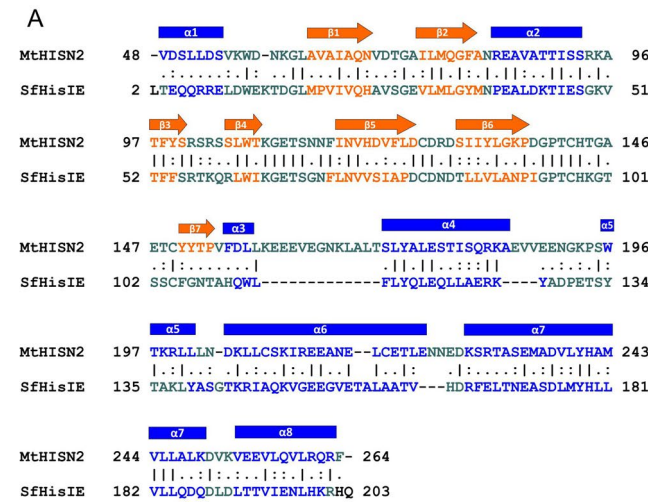 A
α1 β1 β2 α2
MtHISN2 48 -VDSLLDSVKWD-NKGLAVAIAQNVDTGAILMQGFANREAVATTISSRKA 96
SfHisIE 2 LTEQQRRELDWEKTDGLMPVIVQHAVSGEVLMLGYMNPEALDKTIESGKV 51
β3 β4 β5 β6
MtHISN2 97 TFYSRSRSSLWTKGETSNNFINVHDVFLDCDRDSIIYLGKPDGPTCHTGA 146
SfHisIE 52 TFFSRTKQRLWIKGETSGNFLNVVSIAPDCDNDTLLVLANPIGPTCHKGT 101
β7 α3 α4 α5
MtHISN2 147 ETCYYTPVFDLLKEEEVEGNKLALTSLYALESTISQRKAEVVEENGKPSW 196
SfHisIE 102 SSCFGNTAHQWL-------------FLYQLEQLLAERK----YADPETSY 134
α5 α6 α7
MtHISN2 197 TKRLLLN-DKLLCSKIREEANE--LCETLENNEDKSRTASEMADVLYHAM 243
SfHisIE 135 TAKLYASGTKRIAQKVGEEGVETALAATV---HDRFELTNEASDLMYHLL 181
α7 α8
MtHISN2 244 VLLALKDVKVEEVLQVLRQRF- 264
SfHisIE 182 VLLQDQDLDLTTVIENLHKRHQ 203